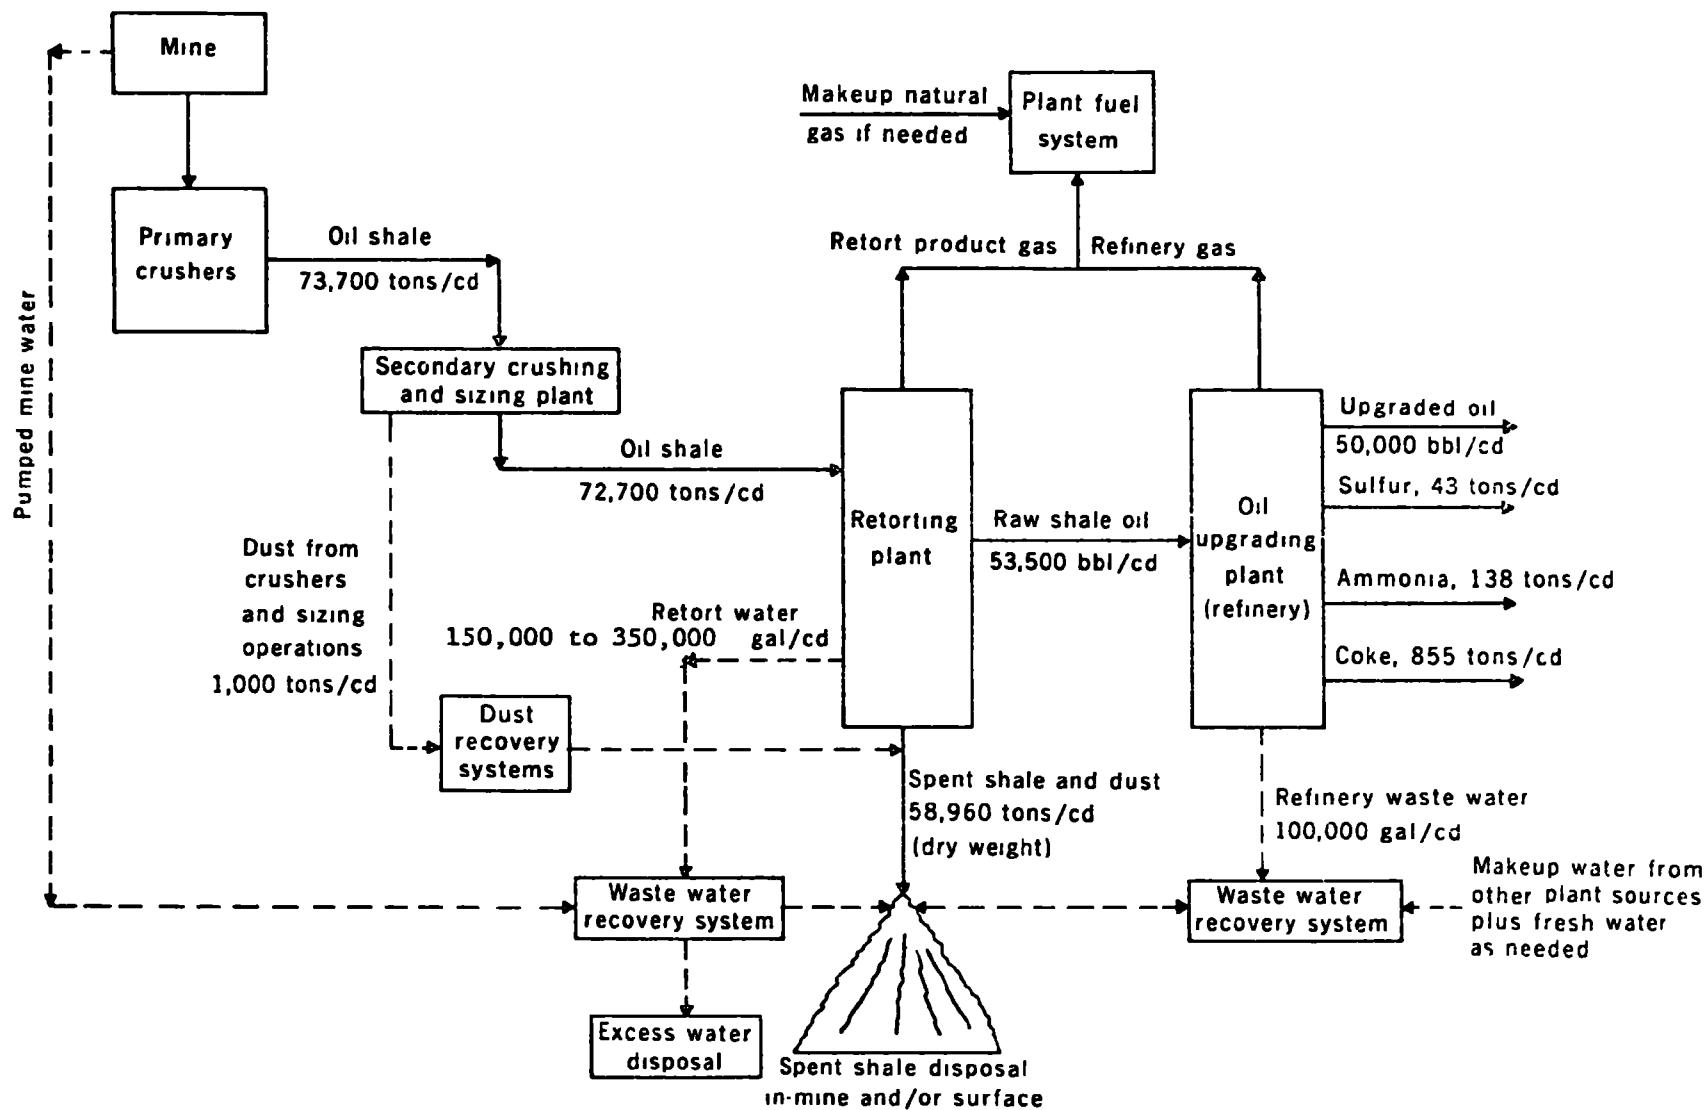 Mine
Makeup natural
gas if needed
Plant fuel
system
Primary
crushers
Oil shale
73,700 tons/cd
Retort product gas
Refinery gas
Pumped mine water
Secondary crushing
and sizing plant
Oil shale
72,700 tons/cd
Retorting
plant
Raw shale oil
53,500 bbl/cd
Oil
upgrading
plant
(refinery)
Upgraded oil
50,000 bbl/cd
Sulfur, 43 tons/cd
Ammonia, 138 tons/cd
Coke, 855 tons/cd
Dust from
crushers
and sizing
operations
1,000 tons/cd
Retort water
150,000 to 350,000 gal/cd
Dust
recovery
systems
Spent shale and dust
58,960 tons/cd
(dry weight)
Refinery waste water
100,000 gal/cd
Waste water
recovery system
Waste water
recovery system
Makeup water from
other plant sources
plus fresh water
as needed
Excess water
disposal
Spent shale disposal
in-mine and/or surface